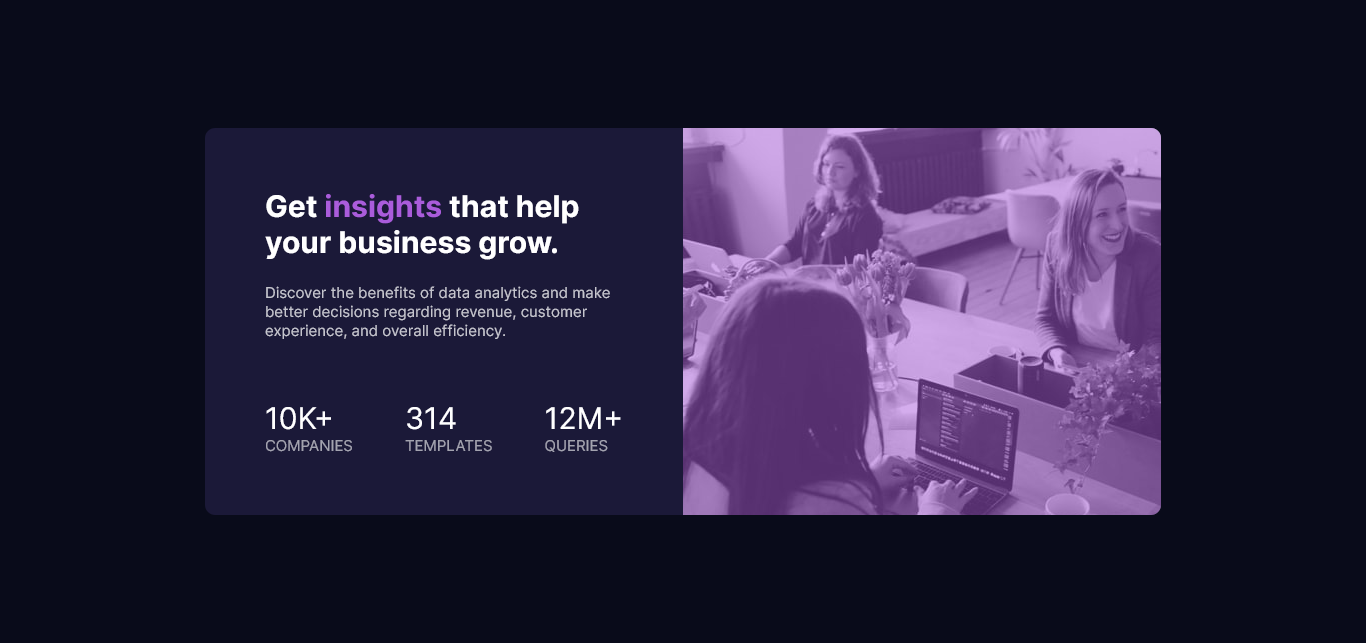 Get insights that help
your business grow.
Discover the benefits of data analytics and make
better decisions regarding revenue, customer
experience, and overall efficiency.
10K+ 314 12M+
COMPANIES TEMPLATES QUERIES